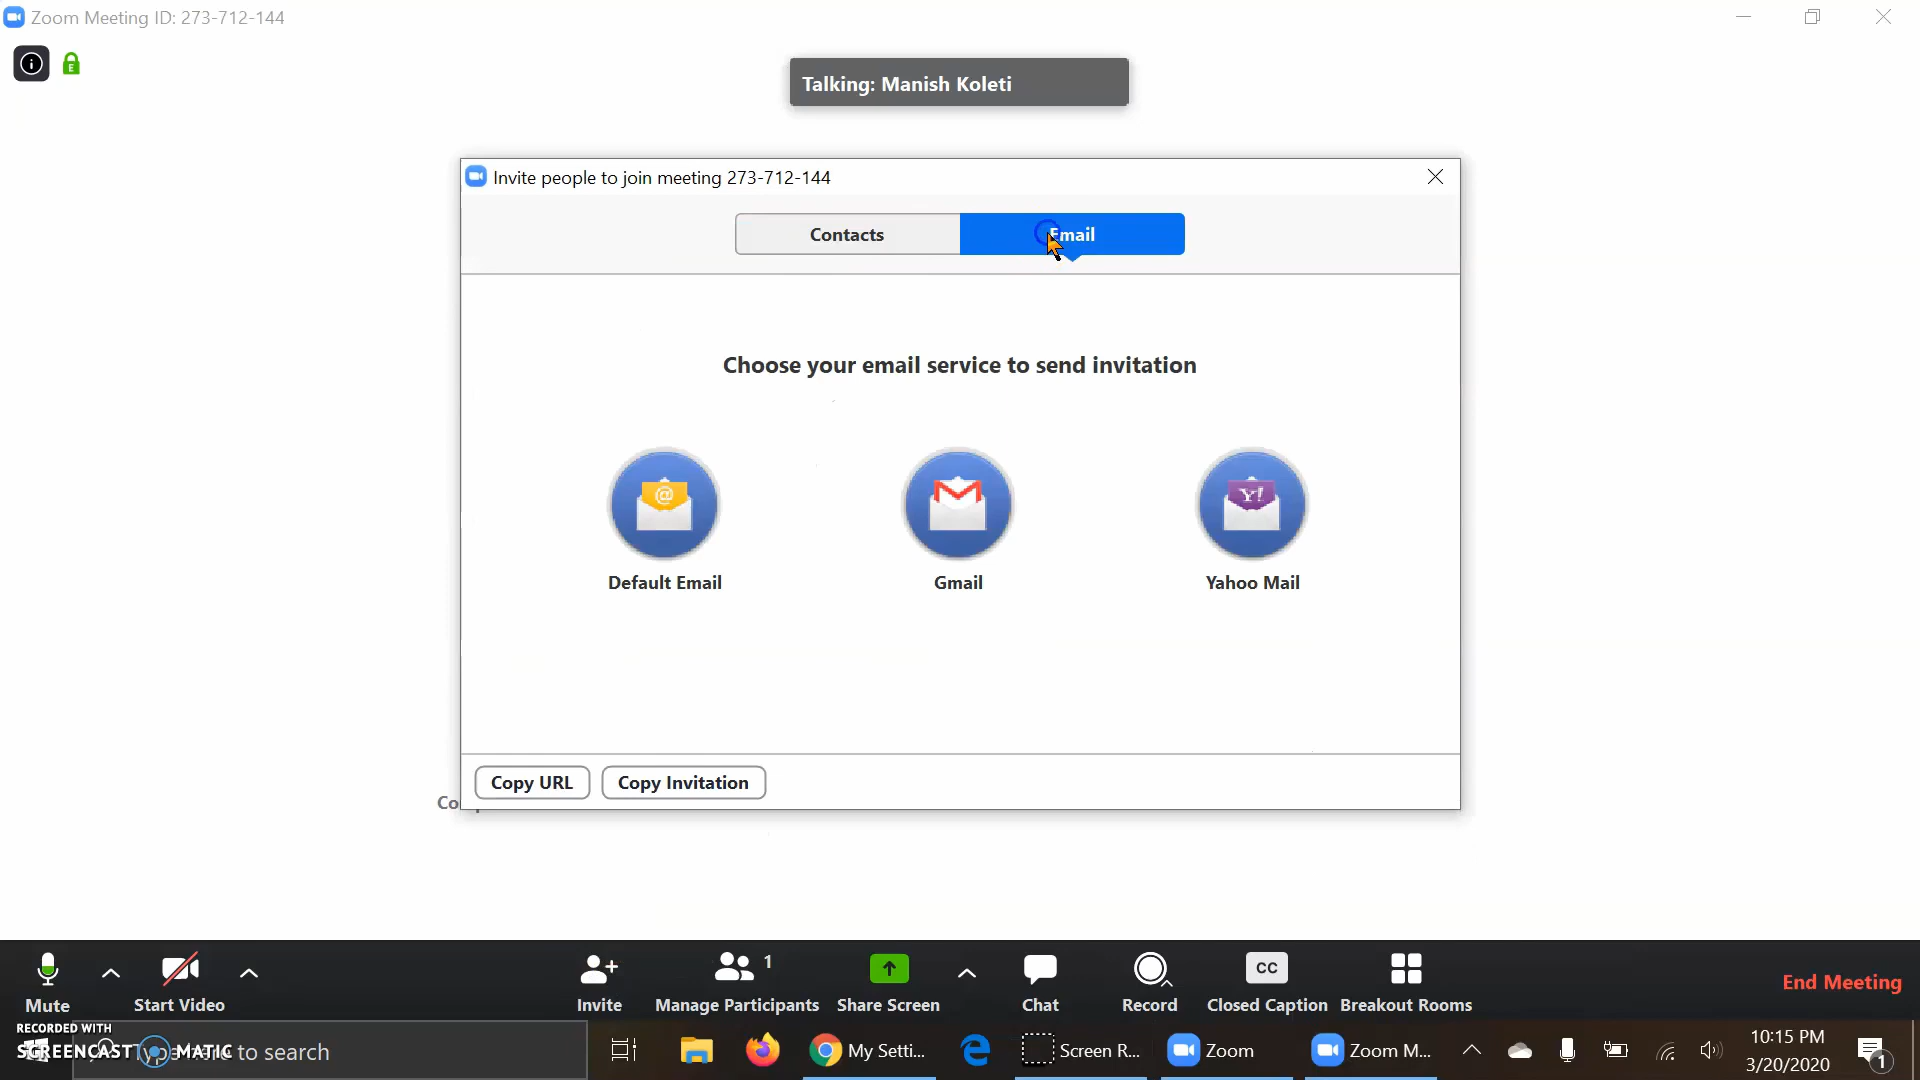 Zoom Meeting ID: 273-712-144
Talking: Manish Koleti
Invite people to join meeting 273-712-144
Contacts
Email
Choose your email service to send invitation
@
Y!
Default Email
Gmail
Yahoo Mail
Copy URL
Copy Invitation
Co
1
CC
Mute
Start Video
Invite
Manage Participants
Share Screen
Chat
Record
Closed Caption
Breakout Rooms
End Meeting
RECORDED WITH
SCREENCAST MATIC
to search
My Setti...
Screen R...
Zoom
Zoom M...
10:15 PM
3/20/2020
1